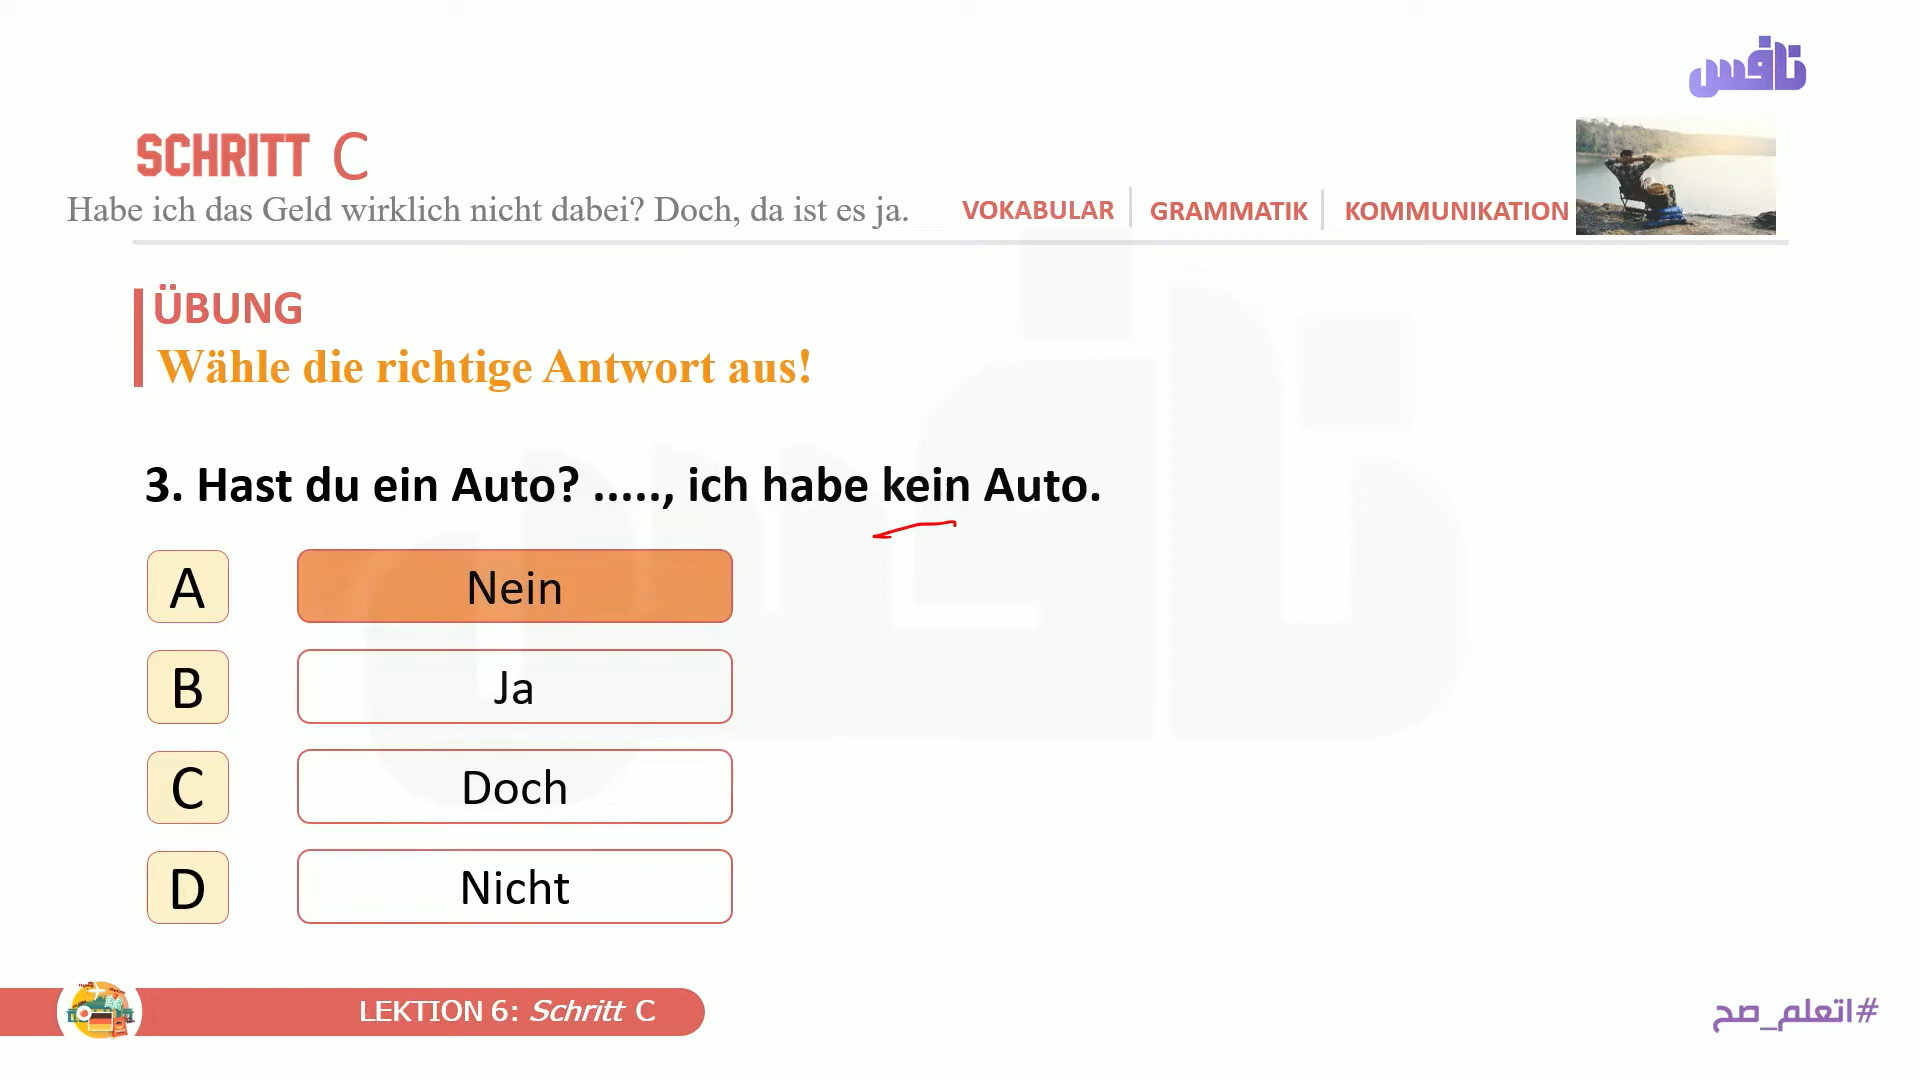 نافس
SCHRITT C
Habe ich das Geld wirklich nicht dabei? Doch, da ist es ja.
VOKABULAR
GRAMMATIK
KOMMUNIKATION
ÜBUNG
Wähle die richtige Antwort aus!
3. Hast du ein Auto? ....., ich habe kein Auto.
A Nein
B Ja
C Doch
D Nicht
LEKTION 6: Schritt C
#اتعلم_صح